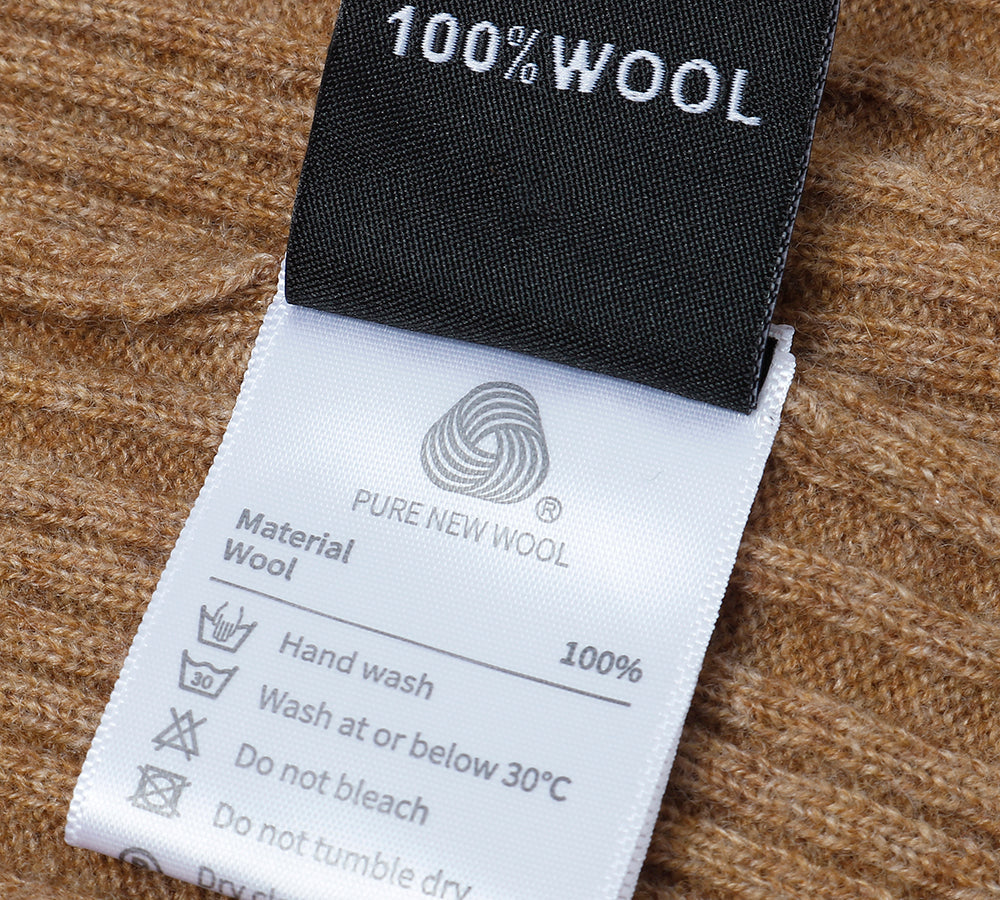 100%WOOL
®
PURE NEW WOOL
Material
Wool
100%
Hand wash
30
Wash at or below 30°C
Do not bleach
Do not tumble dry
Dry